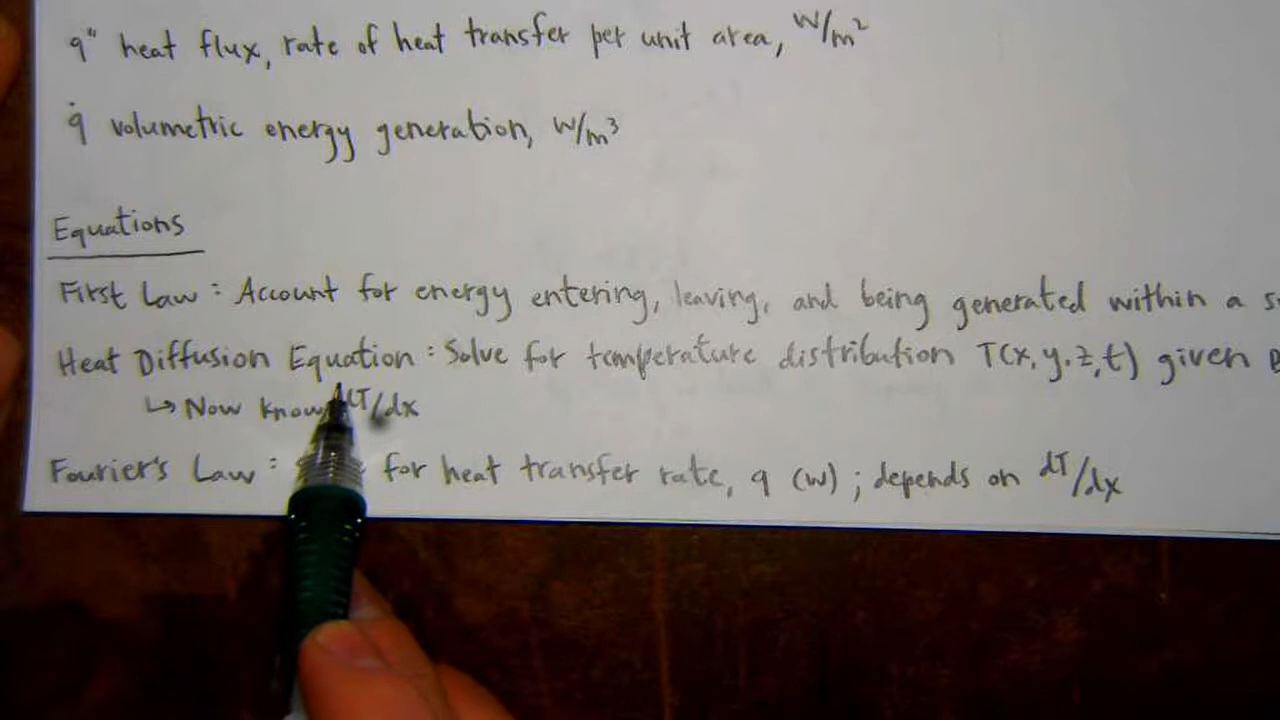 q" heat flux, rate of heat transfer per unit area, W/m²
q̇ volumetric energy generation, W/m³
Equations
First Law: Account for energy entering, leaving, and being generated within a
Heat Diffusion Equation: Solve for temperature distribution T(x,y,z,t) given
↳ Now know dT/dx
Fourier's Law: for heat transfer rate, q (W); depends on dT/dx